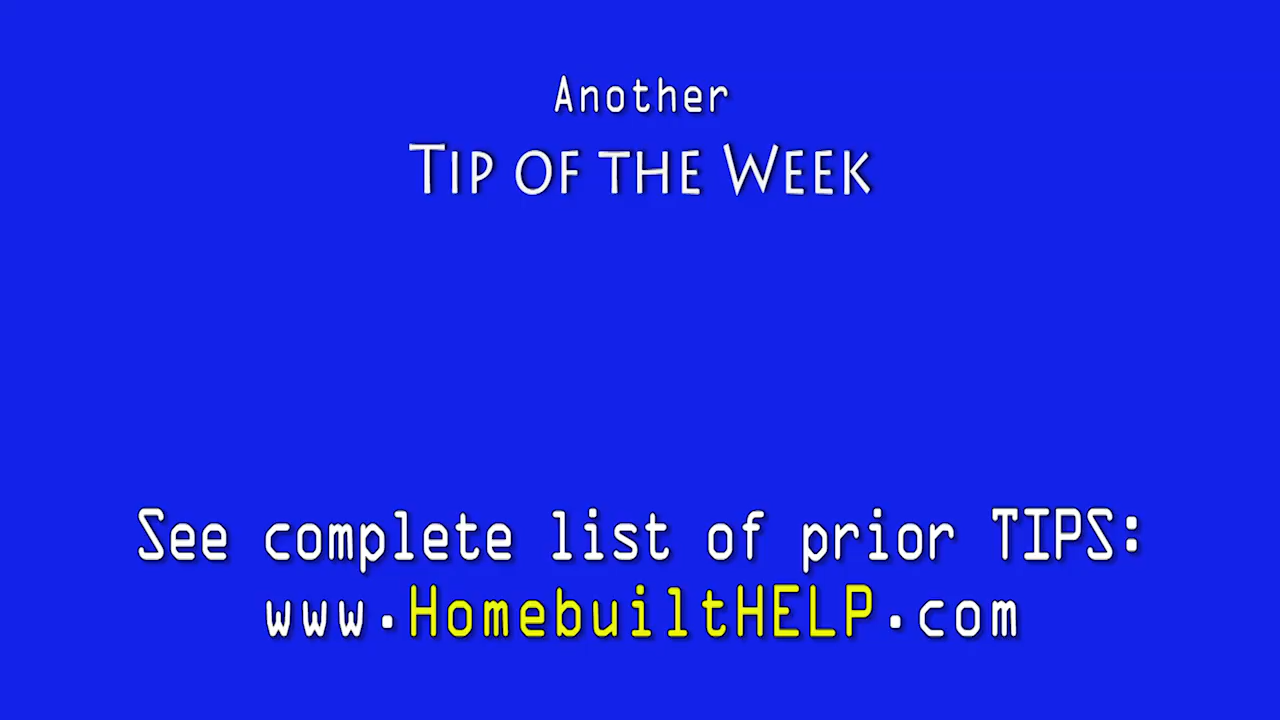 Another
Tip of the Week
See complete list of prior TIPS:
www.HomebuiltHELP.com